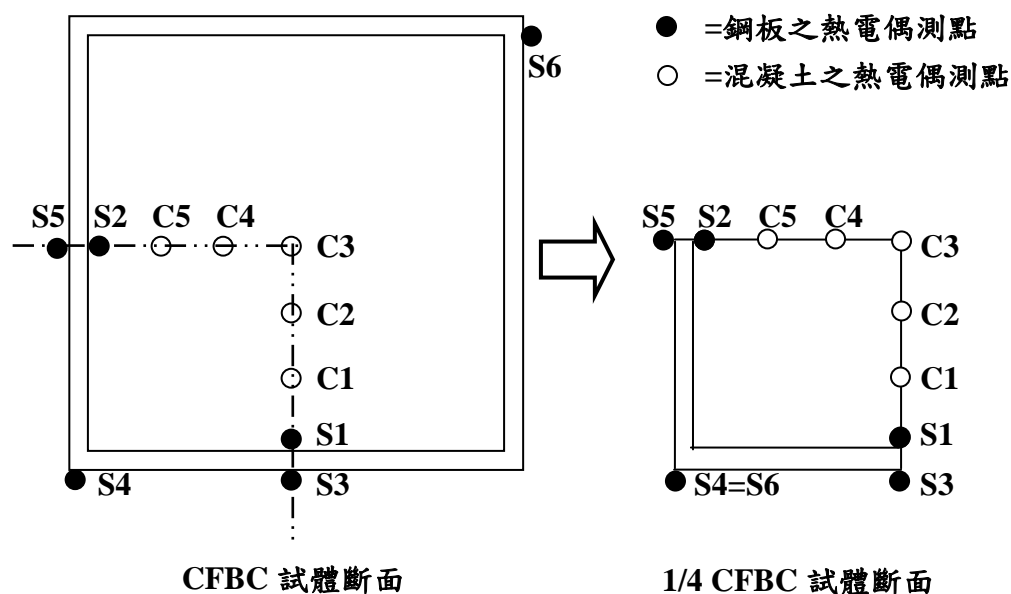 =鋼板之熱電偶測點
=混凝土之熱電偶測點
S6
S5 S2 C5 C4
C3
C2
C1
S1
S4 S3
CFBC 試體斷面
S5 S2 C5 C4
C3
C2
C1
S1
S4=S6 S3
1/4 CFBC 試體斷面